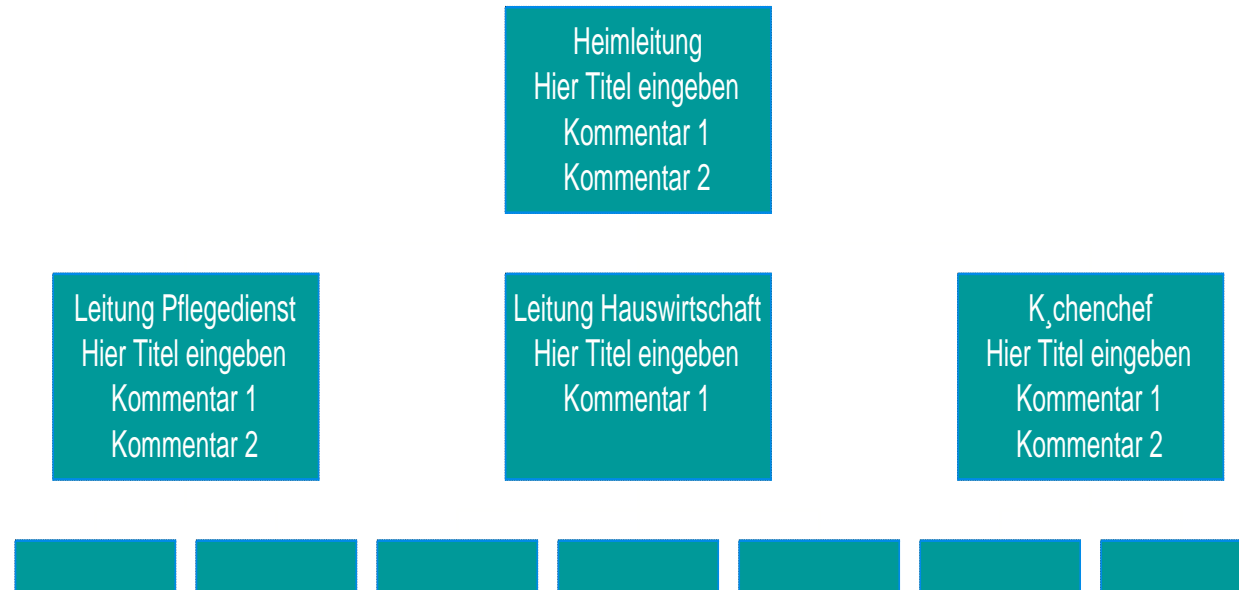 Heimleitung
Hier Titel eingeben
Kommentar 1
Kommentar 2
Leitung Pflegedienst
Hier Titel eingeben
Kommentar 1
Kommentar 2
Leitung Hauswirtschaft
Hier Titel eingeben
Kommentar 1
K¸chenchef
Hier Titel eingeben
Kommentar 1
Kommentar 2